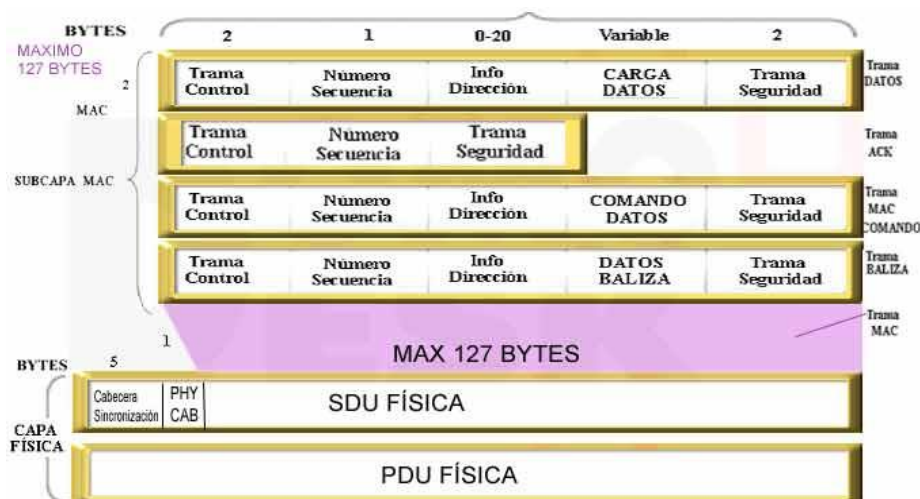 BYTES
MAXIMO
127 BYTES
2
1
0-20
Variable
2
2
MAC
SUBCAPA MAC
Trama
Control
Número
Secuencia
Info
Dirección
CARGA
DATOS
Trama
Seguridad
Trama
DATOS
Trama
Control
Número
Secuencia
Trama
Seguridad
Trama
ACK
Trama
Control
Número
Secuencia
Info
Dirección
COMANDO
DATOS
Trama
Seguridad
Trama
MAC
COMANDO
Trama
Control
Número
Secuencia
Info
Dirección
DATOS
BALIZA
Trama
Seguridad
Trama
BALIZA
Trama
MAC
1
MAX 127 BYTES
BYTES
5
Cabecera
Sincronización
PHY
CAB
SDU FÍSICA
CAPA
FÍSICA
PDU FÍSICA